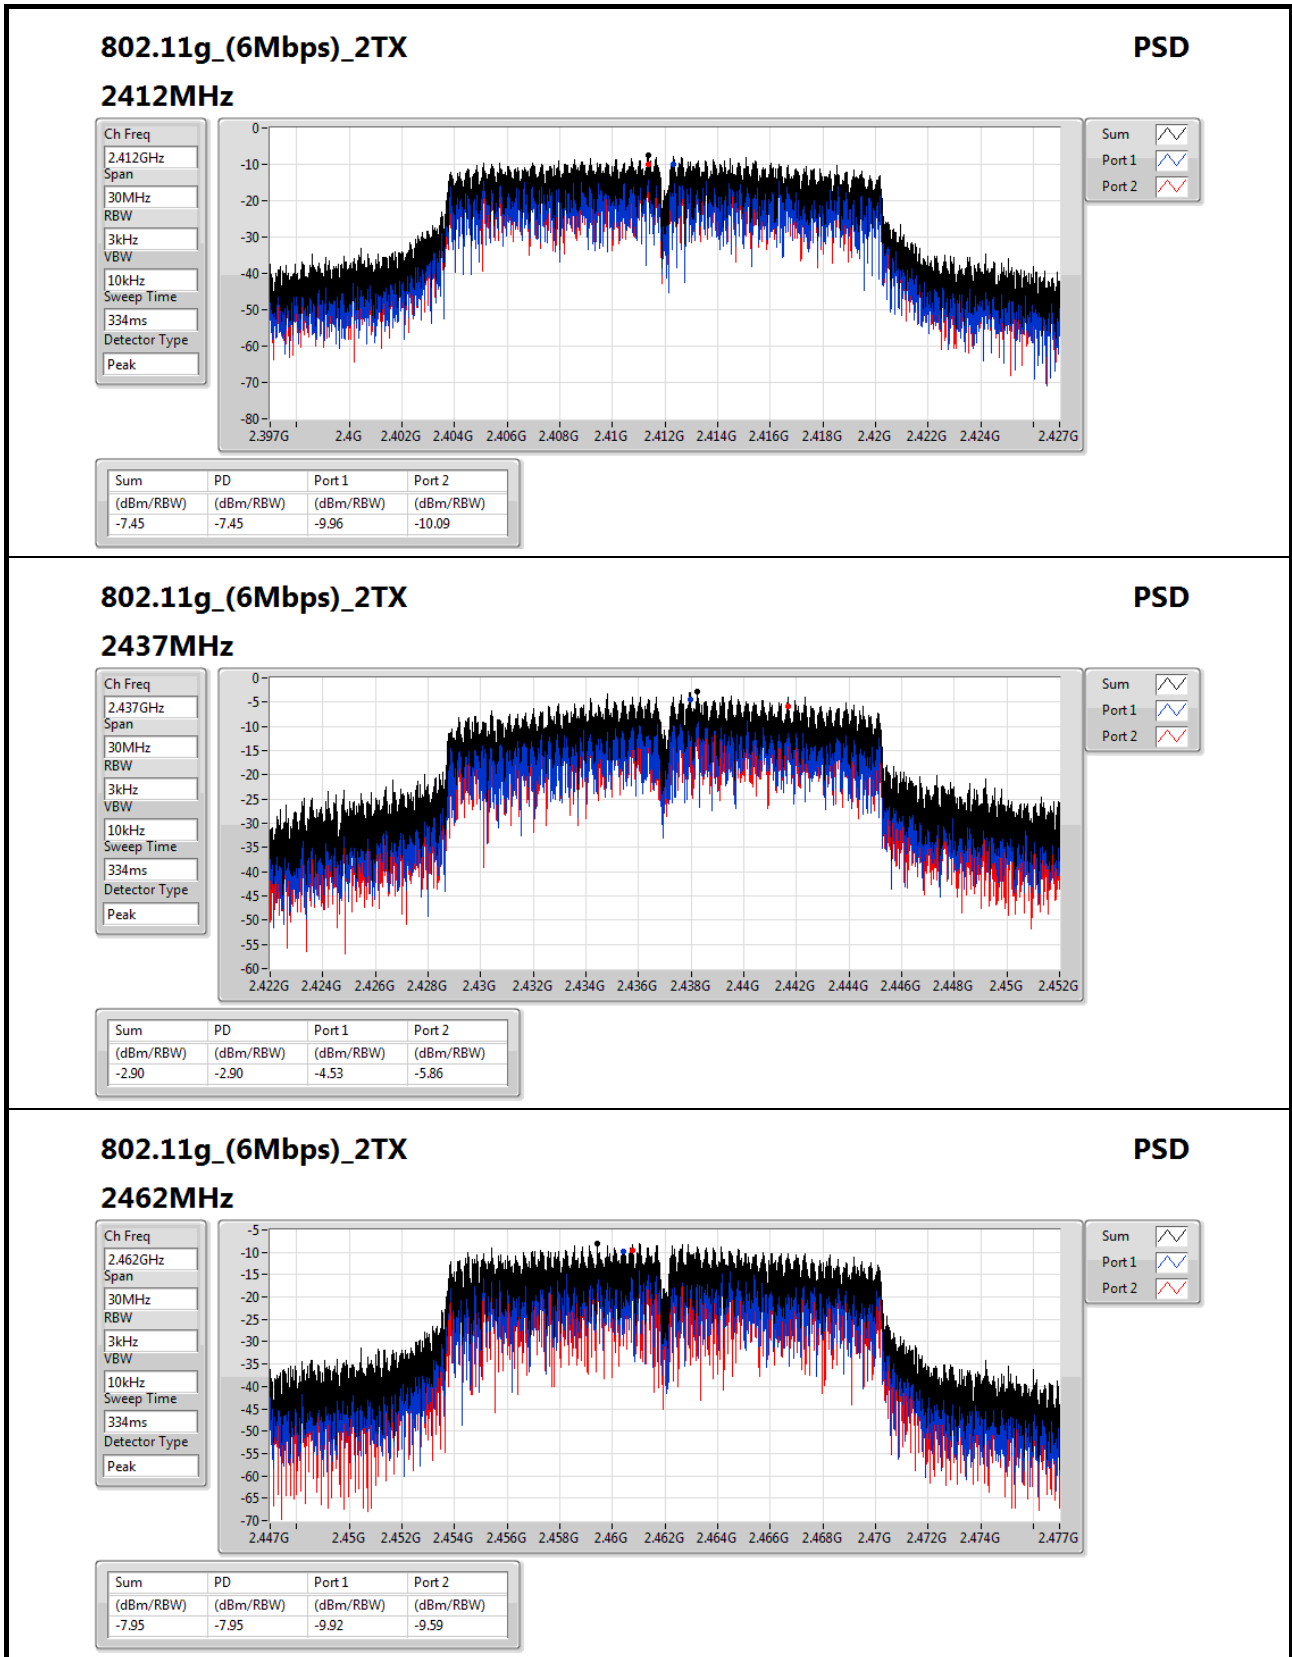 802.11g_(6Mbps)_2TX PSD
2412MHz
Ch Freq
2.412GHz
Span
30MHz
RBW
3kHz
VBW
10kHz
Sweep Time
334ms
Detector Type
Peak
0
-10
-20
-30
-40
-50
-60
-70
-80
2.397G 2.4G 2.402G 2.404G 2.406G 2.408G 2.41G 2.412G 2.414G 2.416G 2.418G 2.42G 2.422G 2.424G 2.427G
Sum
Port 1
Port 2
Sum PD Port 1 Port 2
(dBm/RBW) (dBm/RBW) (dBm/RBW) (dBm/RBW)
-7.45 -7.45 -9.96 -10.09
802.11g_(6Mbps)_2TX PSD
2437MHz
Ch Freq
2.437GHz
Span
30MHz
RBW
3kHz
VBW
10kHz
Sweep Time
334ms
Detector Type
Peak
0
-5
-10
-15
-20
-25
-30
-35
-40
-45
-50
-55
-60
2.422G 2.424G 2.426G 2.428G 2.43G 2.432G 2.434G 2.436G 2.438G 2.44G 2.442G 2.444G 2.446G 2.448G 2.45G 2.452G
Sum
Port 1
Port 2
Sum PD Port 1 Port 2
(dBm/RBW) (dBm/RBW) (dBm/RBW) (dBm/RBW)
-2.90 -2.90 -4.53 -5.86
802.11g_(6Mbps)_2TX PSD
2462MHz
Ch Freq
2.462GHz
Span
30MHz
RBW
3kHz
VBW
10kHz
Sweep Time
334ms
Detector Type
Peak
-5
-10
-15
-20
-25
-30
-35
-40
-45
-50
-55
-60
-65
-70
2.447G 2.45G 2.452G 2.454G 2.456G 2.458G 2.46G 2.462G 2.464G 2.466G 2.468G 2.47G 2.472G 2.474G 2.477G
Sum
Port 1
Port 2
Sum PD Port 1 Port 2
(dBm/RBW) (dBm/RBW) (dBm/RBW) (dBm/RBW)
-7.95 -7.95 -9.92 -9.59